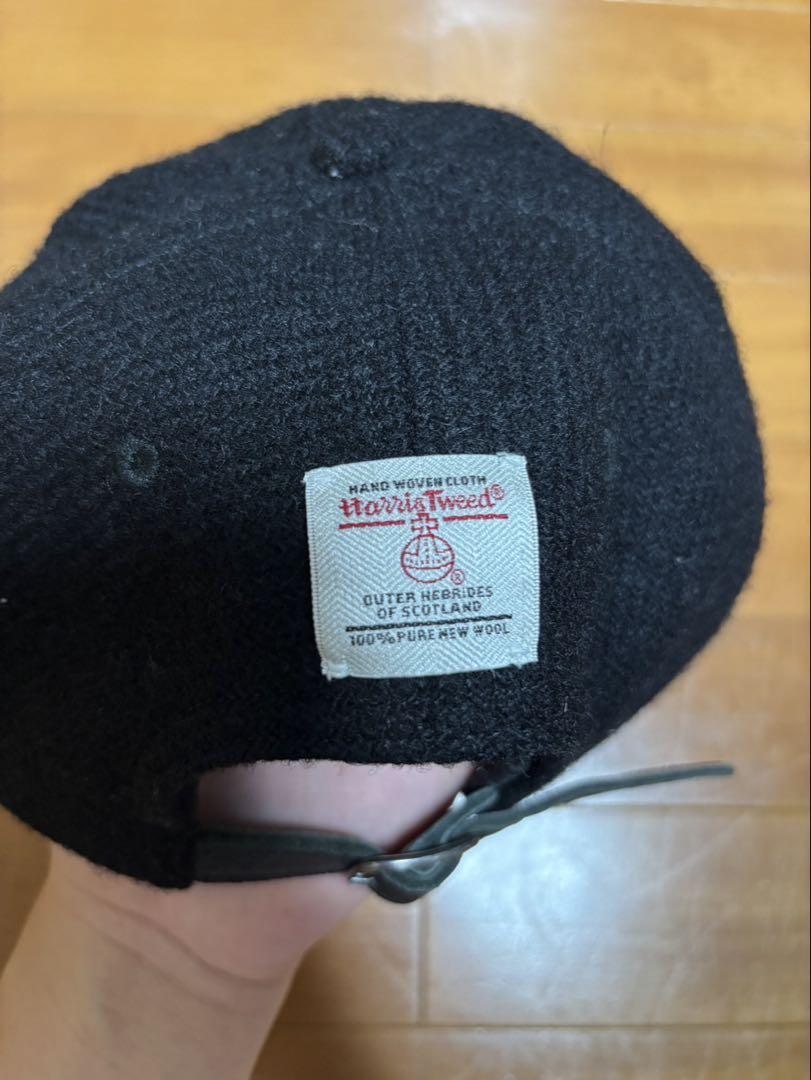 HAND WOVEN CLOTH
Harris Tweed®
®
OUTER HEBRIDES
OF SCOTLAND
100% PURE NEW WOOL